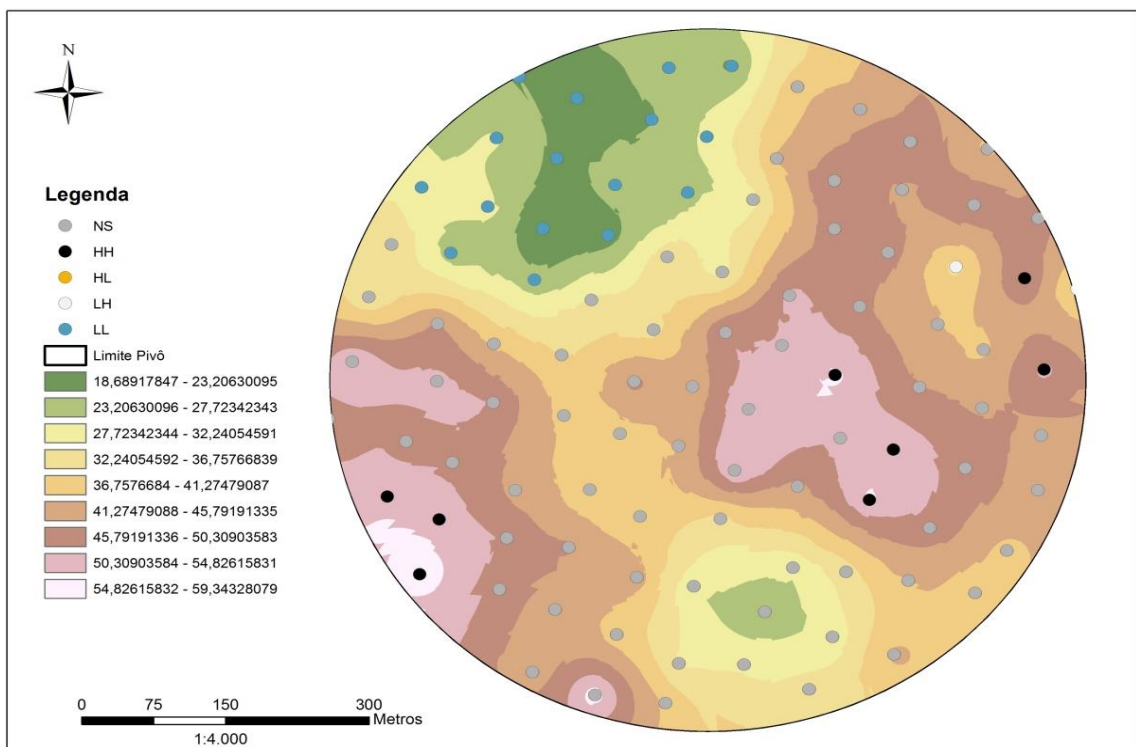 N
Legenda
NS
HH
HL
LH
LL
Limite Pivô
18,68917847 - 23,20630095
23,20630096 - 27,72342343
27,72342344 - 32,24054591
32,24054592 - 36,75766839
36,7576684 - 41,27479087
41,27479088 - 45,79191335
45,79191336 - 50,30903583
50,30903584 - 54,82615831
54,82615832 - 59,34328079
0 75 150 300
Metros
1:4.000